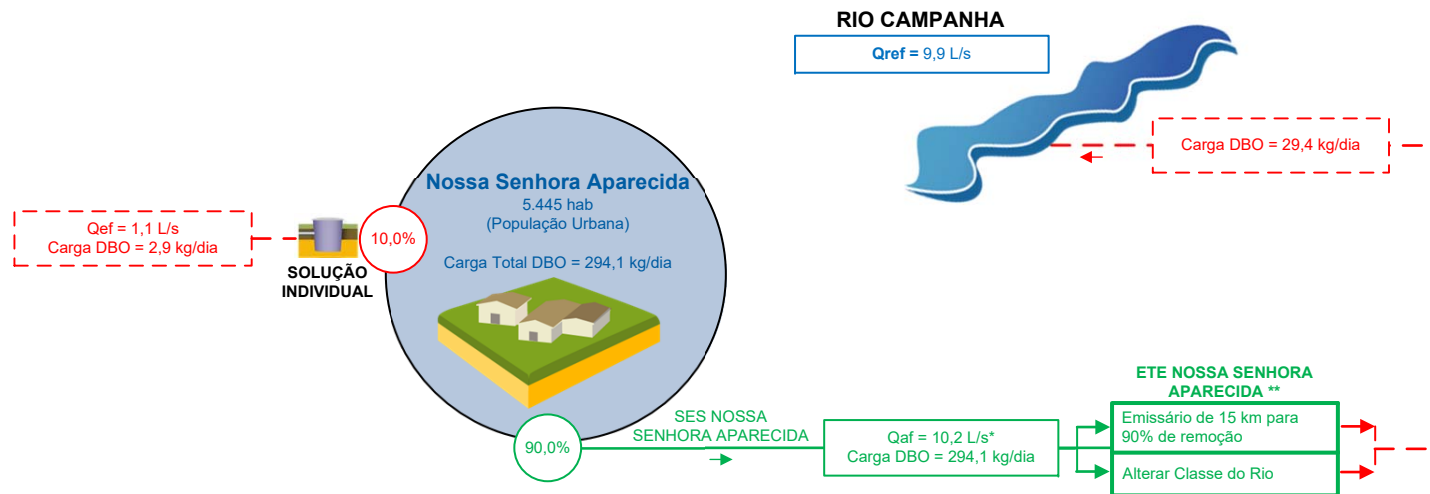 RIO CAMPANHA
Qref = 9,9 L/s
Carga DBO = 29,4 kg/dia
Nossa Senhora Aparecida
5.445 hab
(População Urbana)
Carga Total DBO = 294,1 kg/dia
Qef = 1,1 L/s
Carga DBO = 2,9 kg/dia
10,0%
SOLUÇÃO
INDIVIDUAL
90,0%
SES NOSSA
SENHORA APARECIDA
Qaf = 10,2 L/s*
Carga DBO = 294,1 kg/dia
ETE NOSSA SENHORA
APARECIDA **
Emissário de 15 km para
90% de remoção
Alterar Classe do Rio